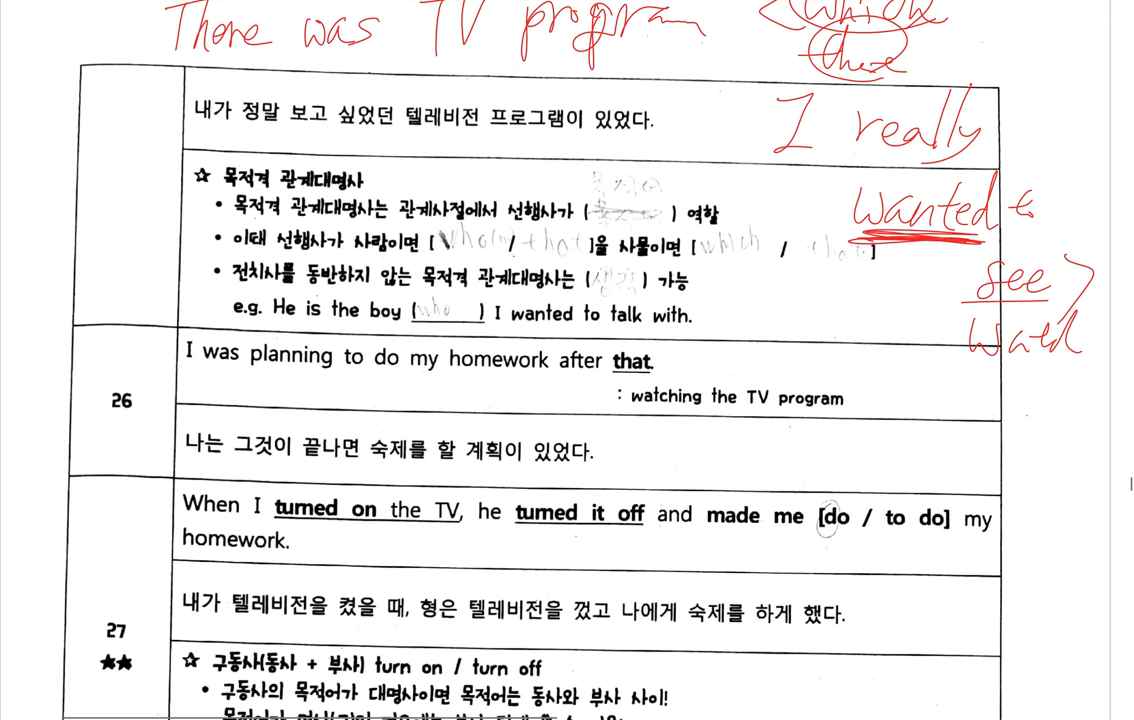 There was TV program which
there
내가 정말 보고 싶었던 텔레비전 프로그램이 있었다.
I really
wanted to
see
☆ 목적격 관계대명사
목적어
• 목적격 관계대명사는 관계사절에서 선행사가 ( ) 역할
• 이때 선행사가 사람이면 [who(m) / that]을 사물이면 [which / that]
• 전치사를 동반하지 않는 목적격 관계대명사는 (생략) 가능
e.g. He is the boy (who) I wanted to talk with.
26
I was planning to do my homework after that.
: watching the TV program
나는 그것이 끝나면 숙제를 할 계획이 있었다.
27
★★
When I turned on the TV, he turned it off and made me [do / to do] my
homework.
내가 텔레비전을 켰을 때, 형은 텔레비전을 껐고 나에게 숙제를 하게 했다.
☆ 구동사(동사 + 부사) turn on / turn off
• 구동사의 목적어가 대명사이면 목적어는 동사와 부사 사이!